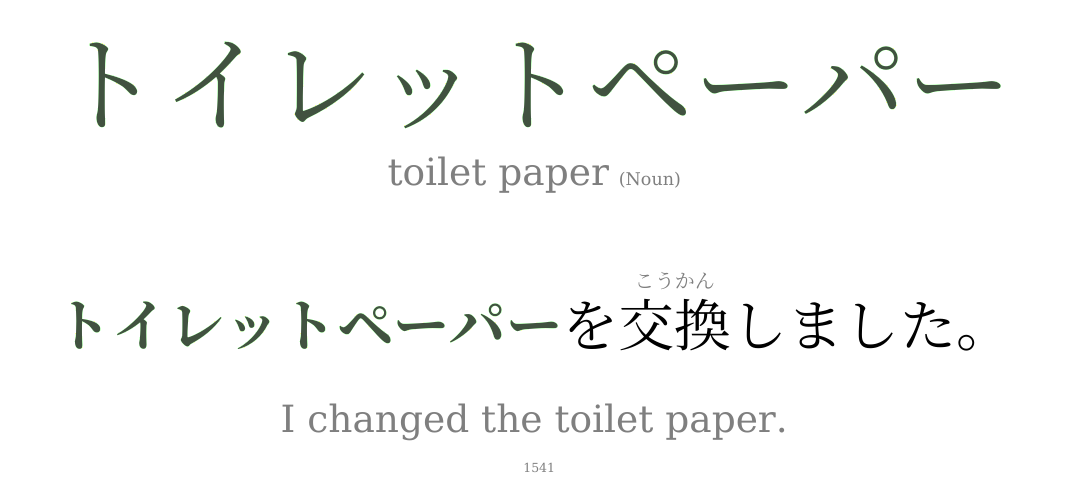 トイレットペーパー
toilet paper (Noun)
こうかん
トイレットペーパーを交換しました。
I changed the toilet paper.
1541